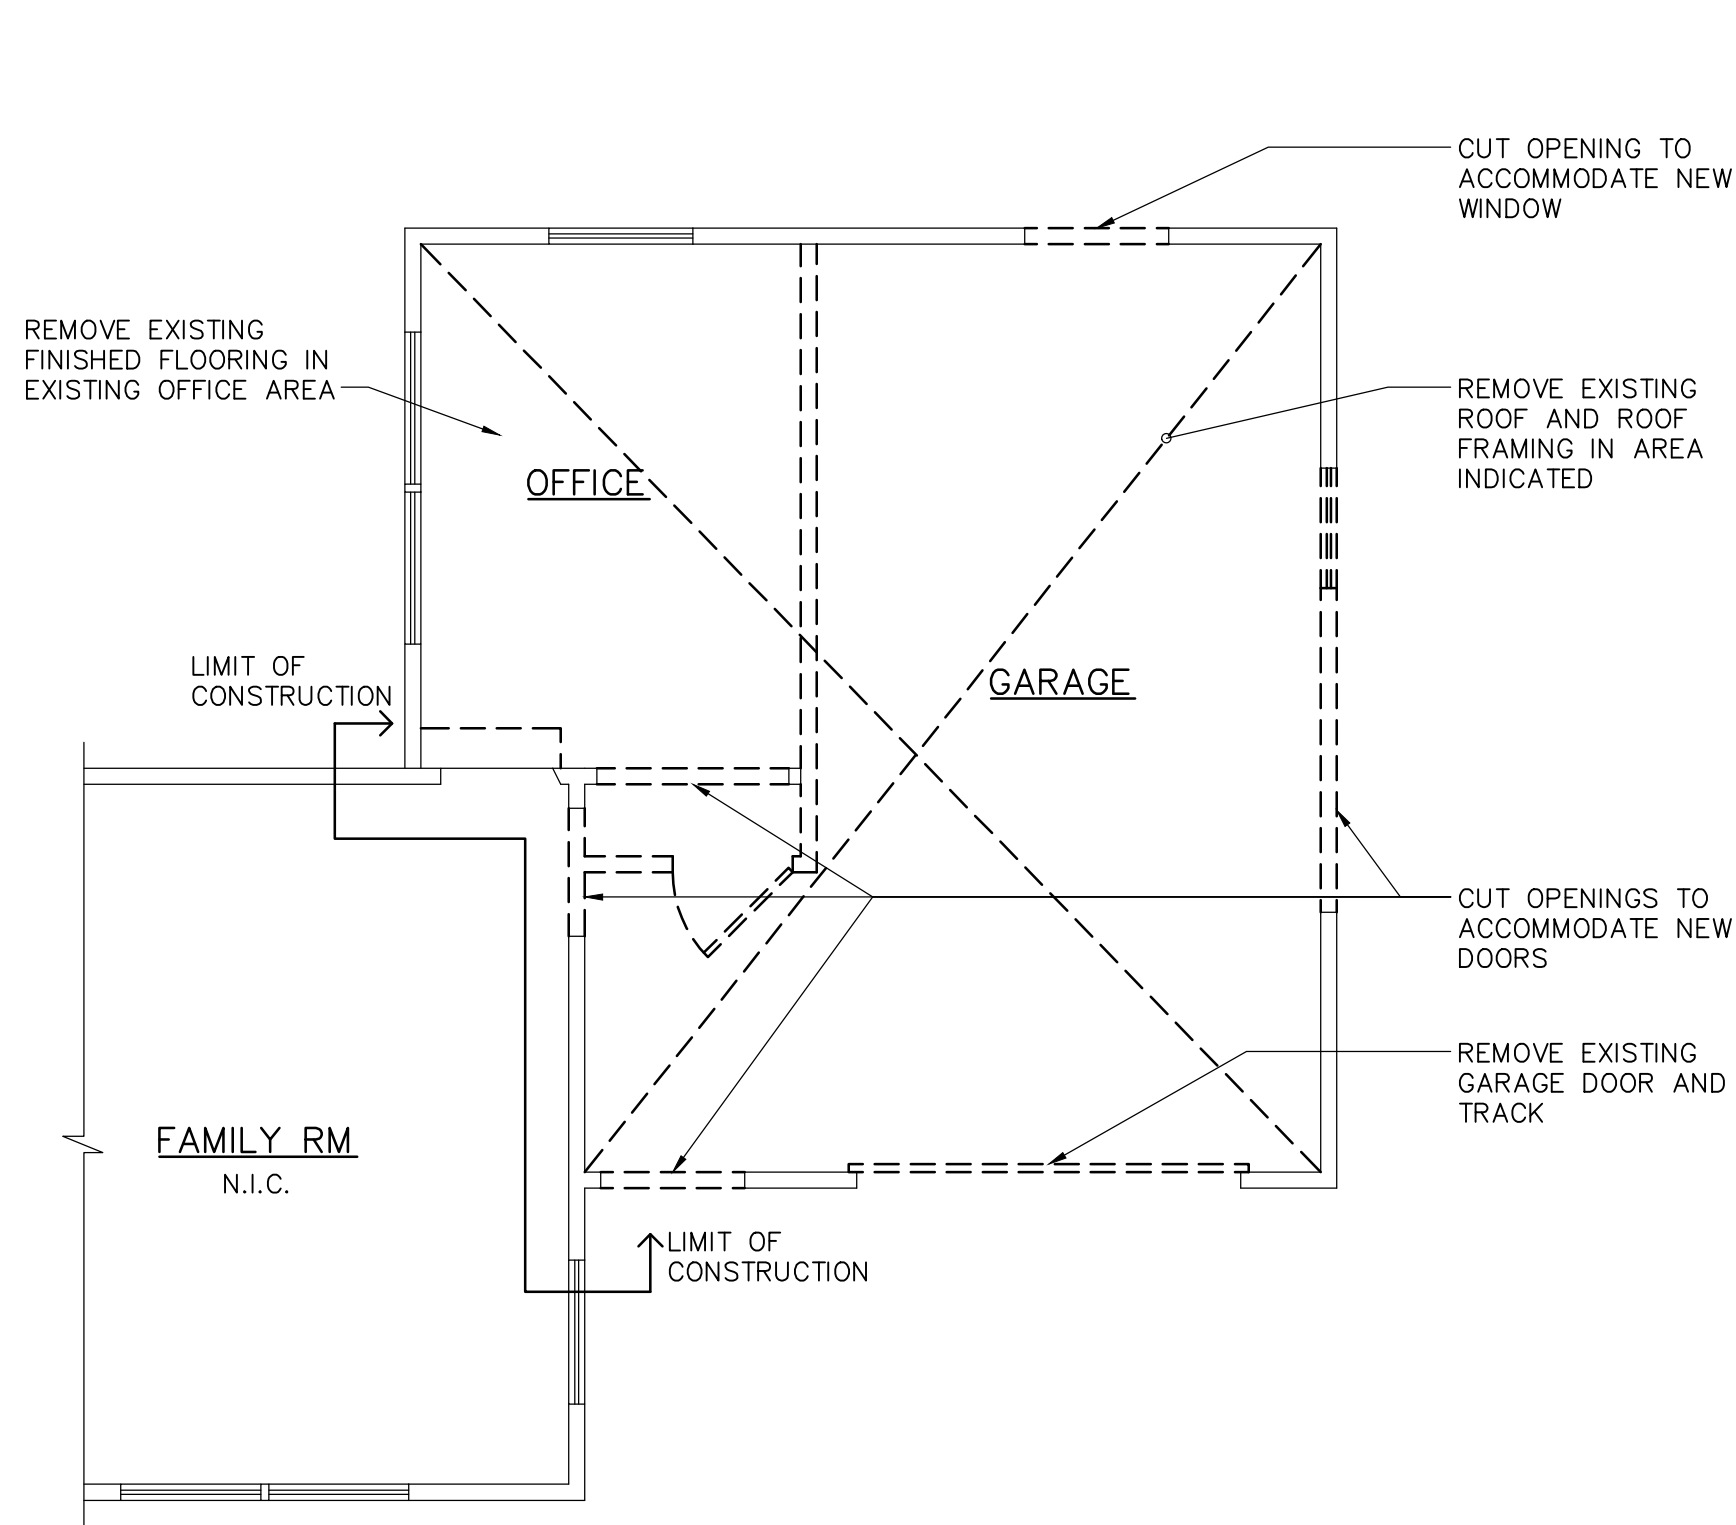 CUT OPENING TO
ACCOMMODATE NEW
WINDOW
REMOVE EXISTING
FINISHED FLOORING IN
EXISTING OFFICE AREA
REMOVE EXISTING
ROOF AND ROOF
FRAMING IN AREA
INDICATED
OFFICE
LIMIT OF
CONSTRUCTION
GARAGE
CUT OPENINGS TO
ACCOMMODATE NEW
DOORS
REMOVE EXISTING
GARAGE DOOR AND
TRACK
FAMILY RM
N.I.C.
LIMIT OF
CONSTRUCTION